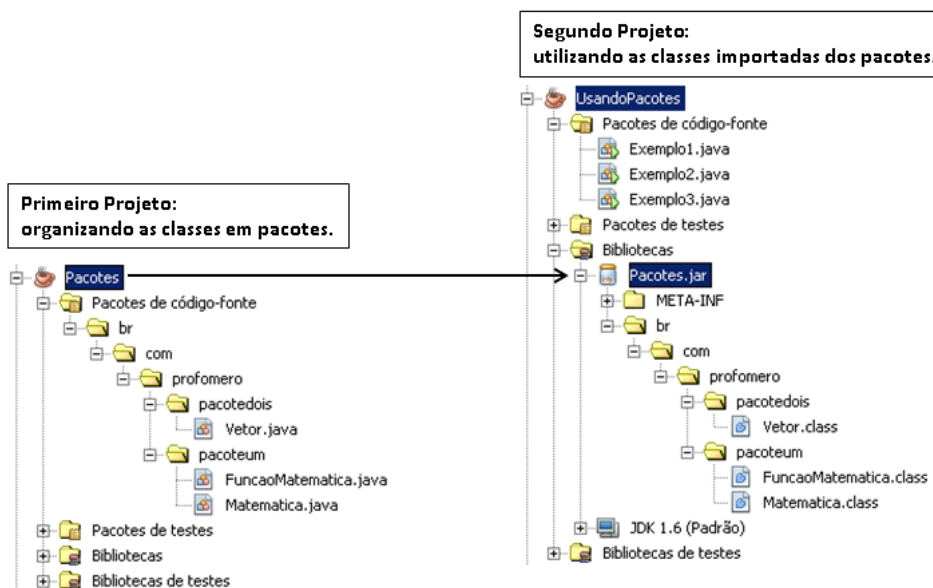 Segundo Projeto:
utilizando as classes importadas dos pacotes.
UsandoPacotes
Pacotes de código-fonte
Exemplo1.java
Exemplo2.java
Exemplo3.java
Pacotes de testes
Bibliotecas
Pacotes.jar
META-INF
br
com
profomero
pacotedois
Vetor.class
pacoteum
FuncaoMatematica.class
Matematica.class
JDK 1.6 (Padrão)
Bibliotecas de testes
Primeiro Projeto:
organizando as classes em pacotes.
Pacotes
Pacotes de código-fonte
br
com
profomero
pacotedois
Vetor.java
pacoteum
FuncaoMatematica.java
Matematica.java
Pacotes de testes
Bibliotecas
Bibliotecas de testes